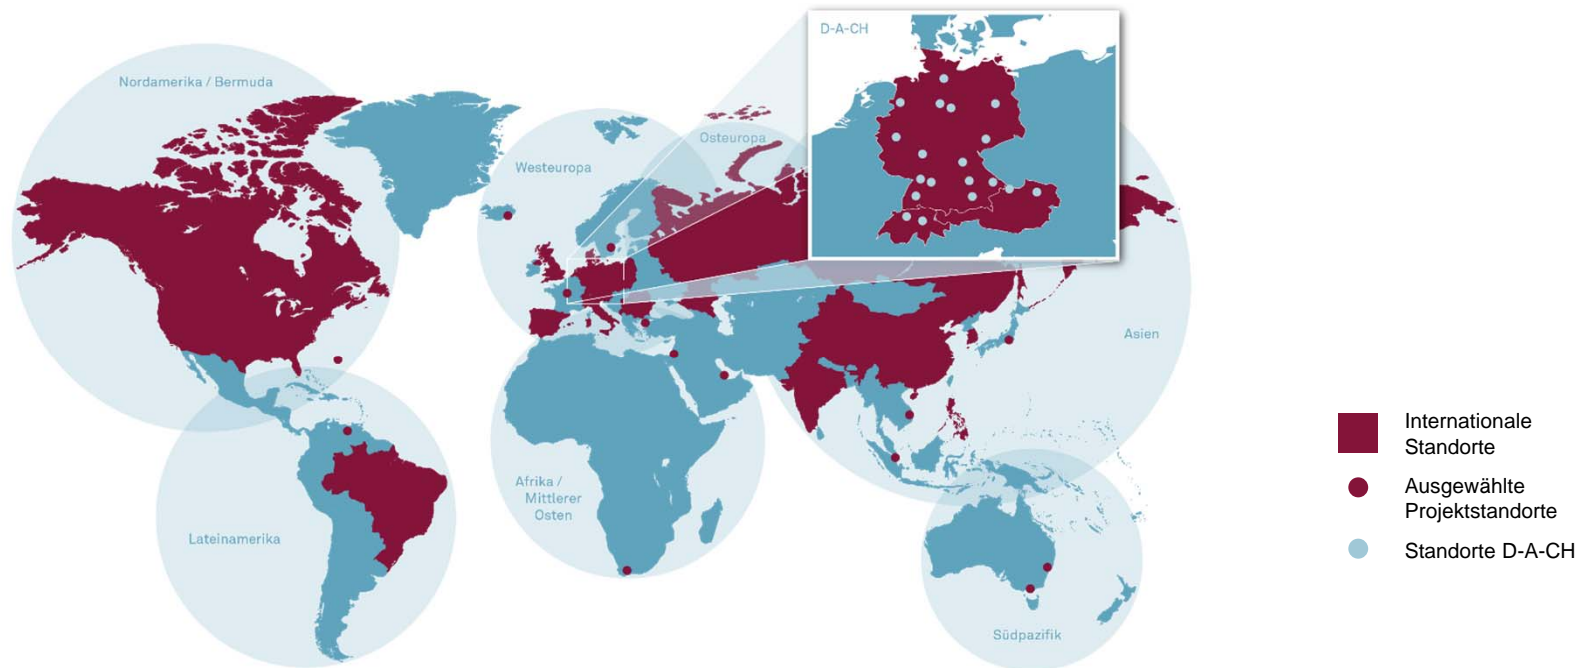 D-A-CH
Nordamerika / Bermuda
Osteuropa
Westeuropa
Asien
Afrika /
Mittlerer
Osten
Lateinamerika
Südpazifik
Internationale
Standorte
Ausgewählte
Projektstandorte
Standorte D-A-CH